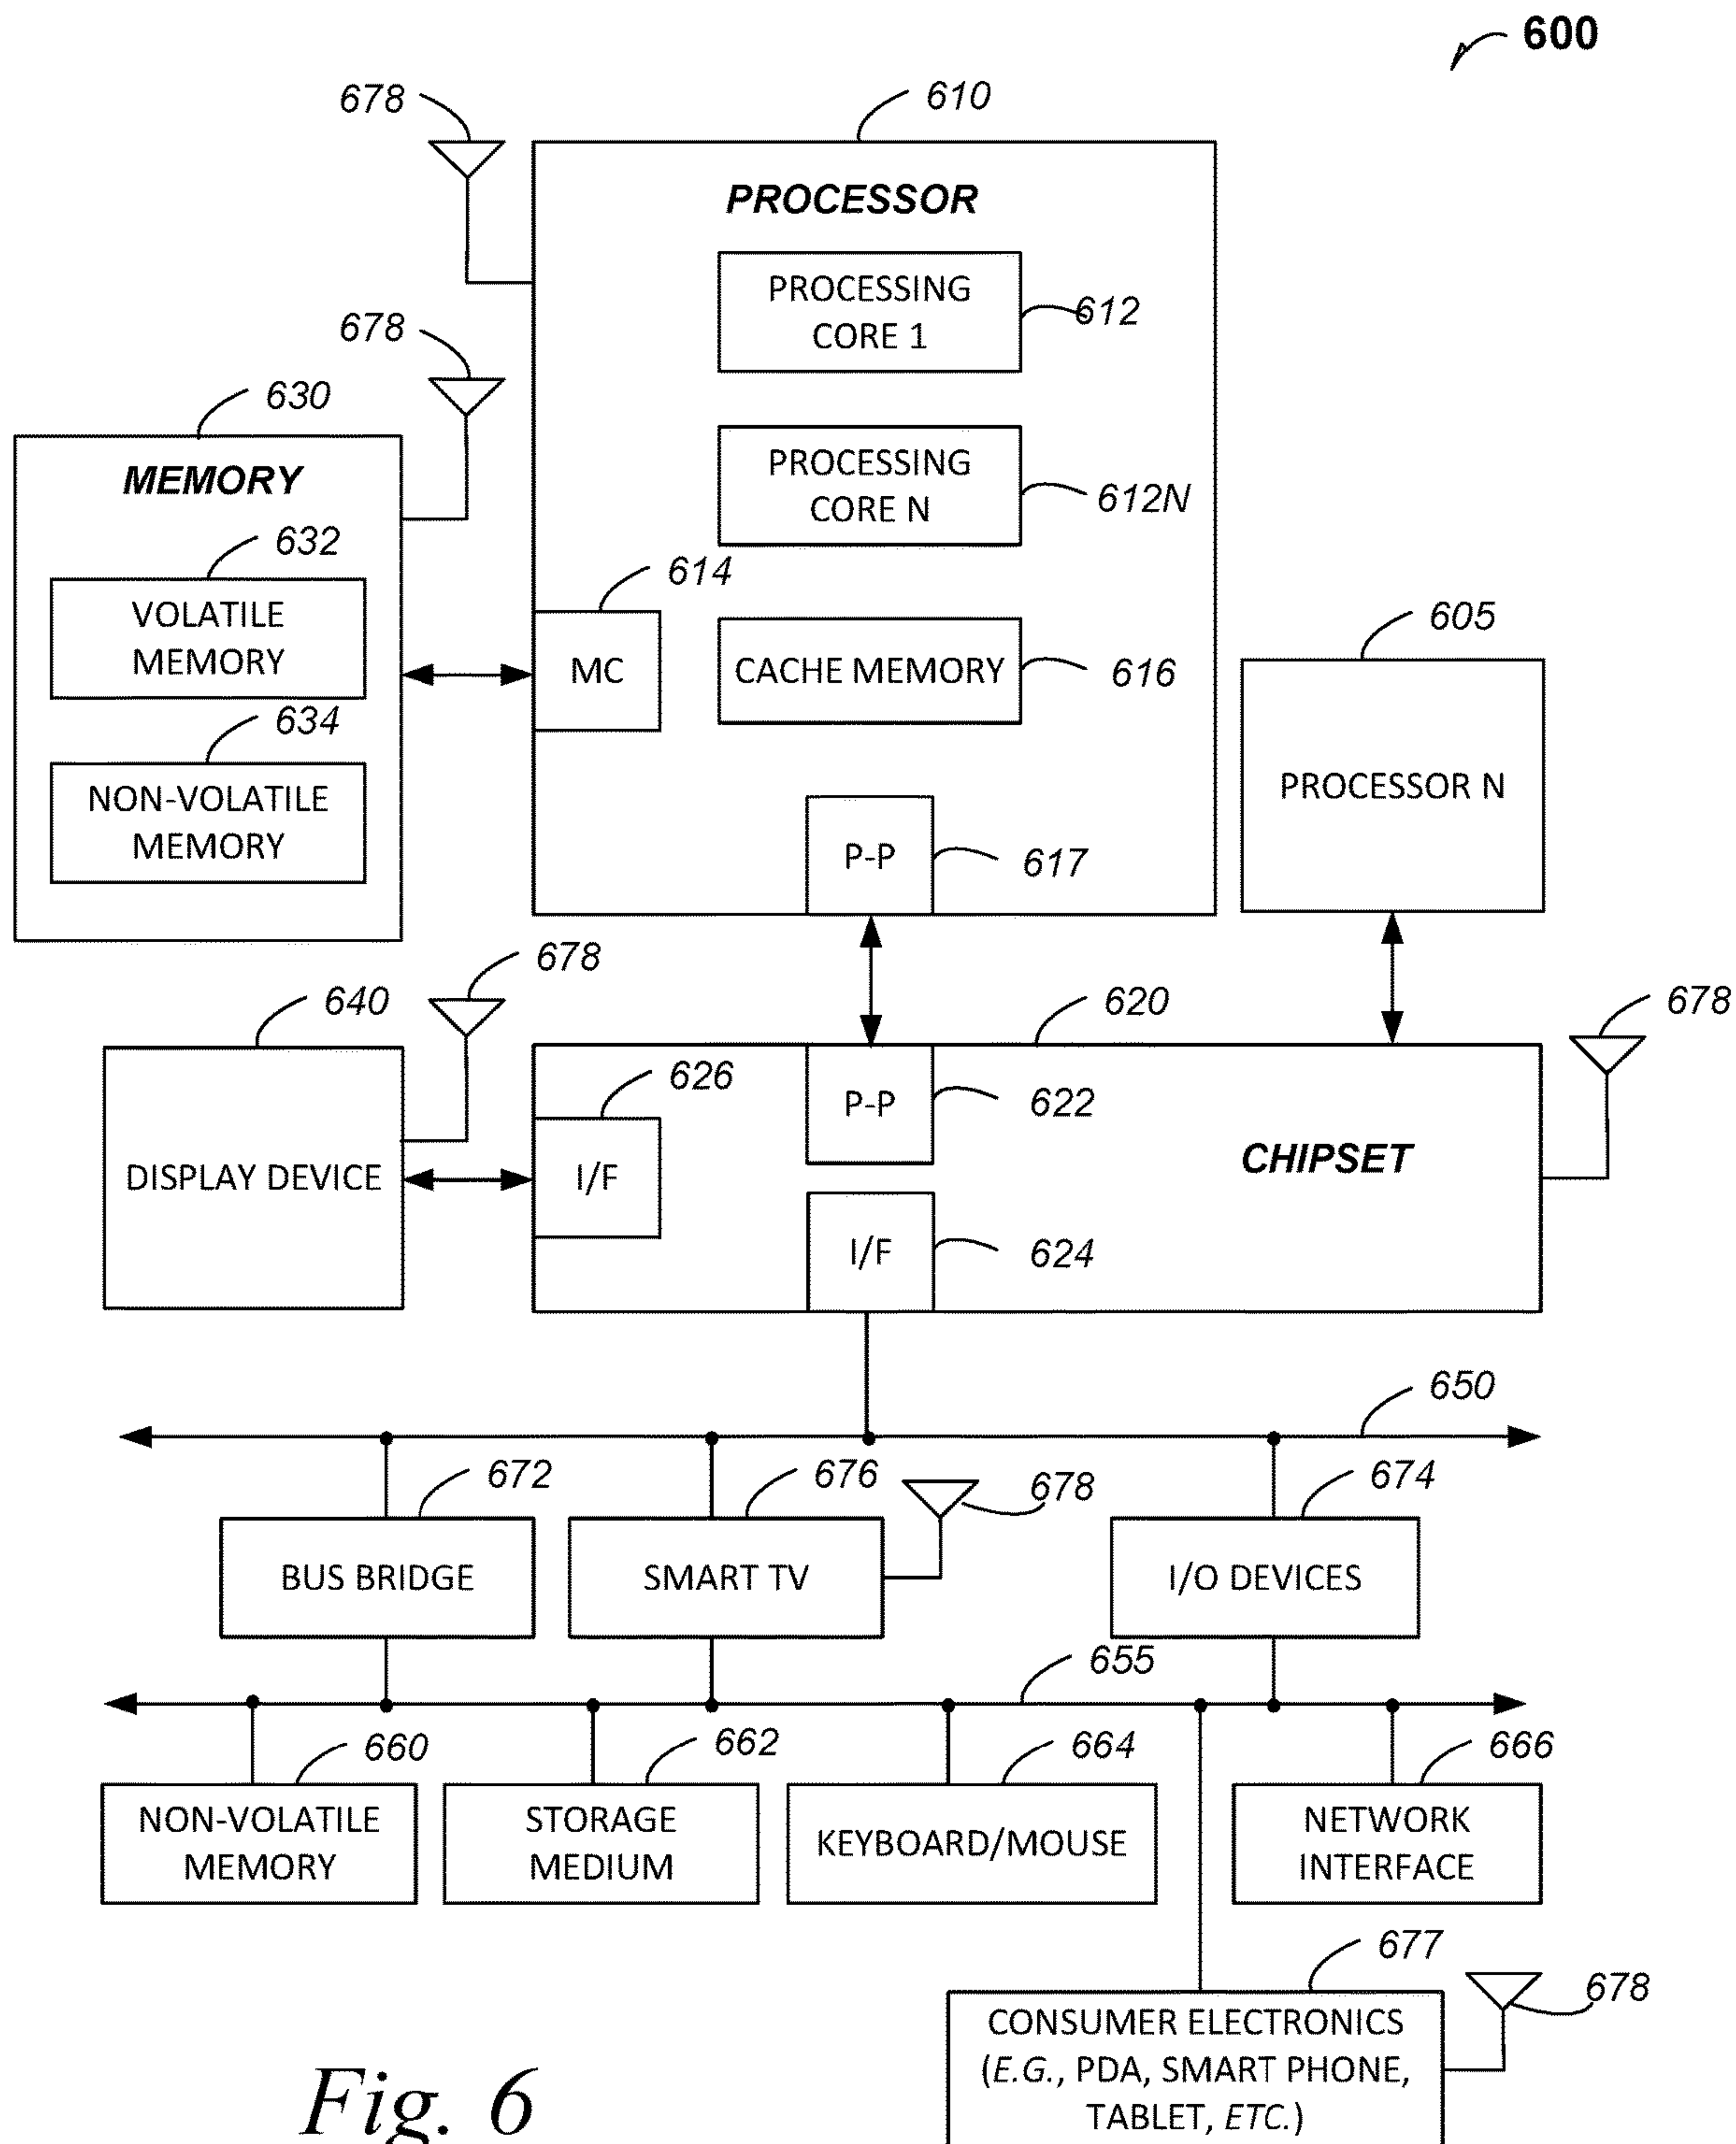 600
678
610
PROCESSOR
PROCESSING
CORE 1
612
678
630
MEMORY
PROCESSING
CORE N
612N
632
VOLATILE
MEMORY
614
MC
CACHE MEMORY
616
605
PROCESSOR N
634
NON-VOLATILE
MEMORY
P-P
617
678
640
DISPLAY DEVICE
620
678
626
I/F
P-P
622
CHIPSET
I/F
624
650
672
BUS BRIDGE
676
SMART TV
678
674
I/O DEVICES
655
660
NON-VOLATILE
MEMORY
662
STORAGE
MEDIUM
664
KEYBOARD/MOUSE
666
NETWORK
INTERFACE
677
CONSUMER ELECTRONICS
(E.G., PDA, SMART PHONE,
TABLET, ETC.)
678
Fig. 6